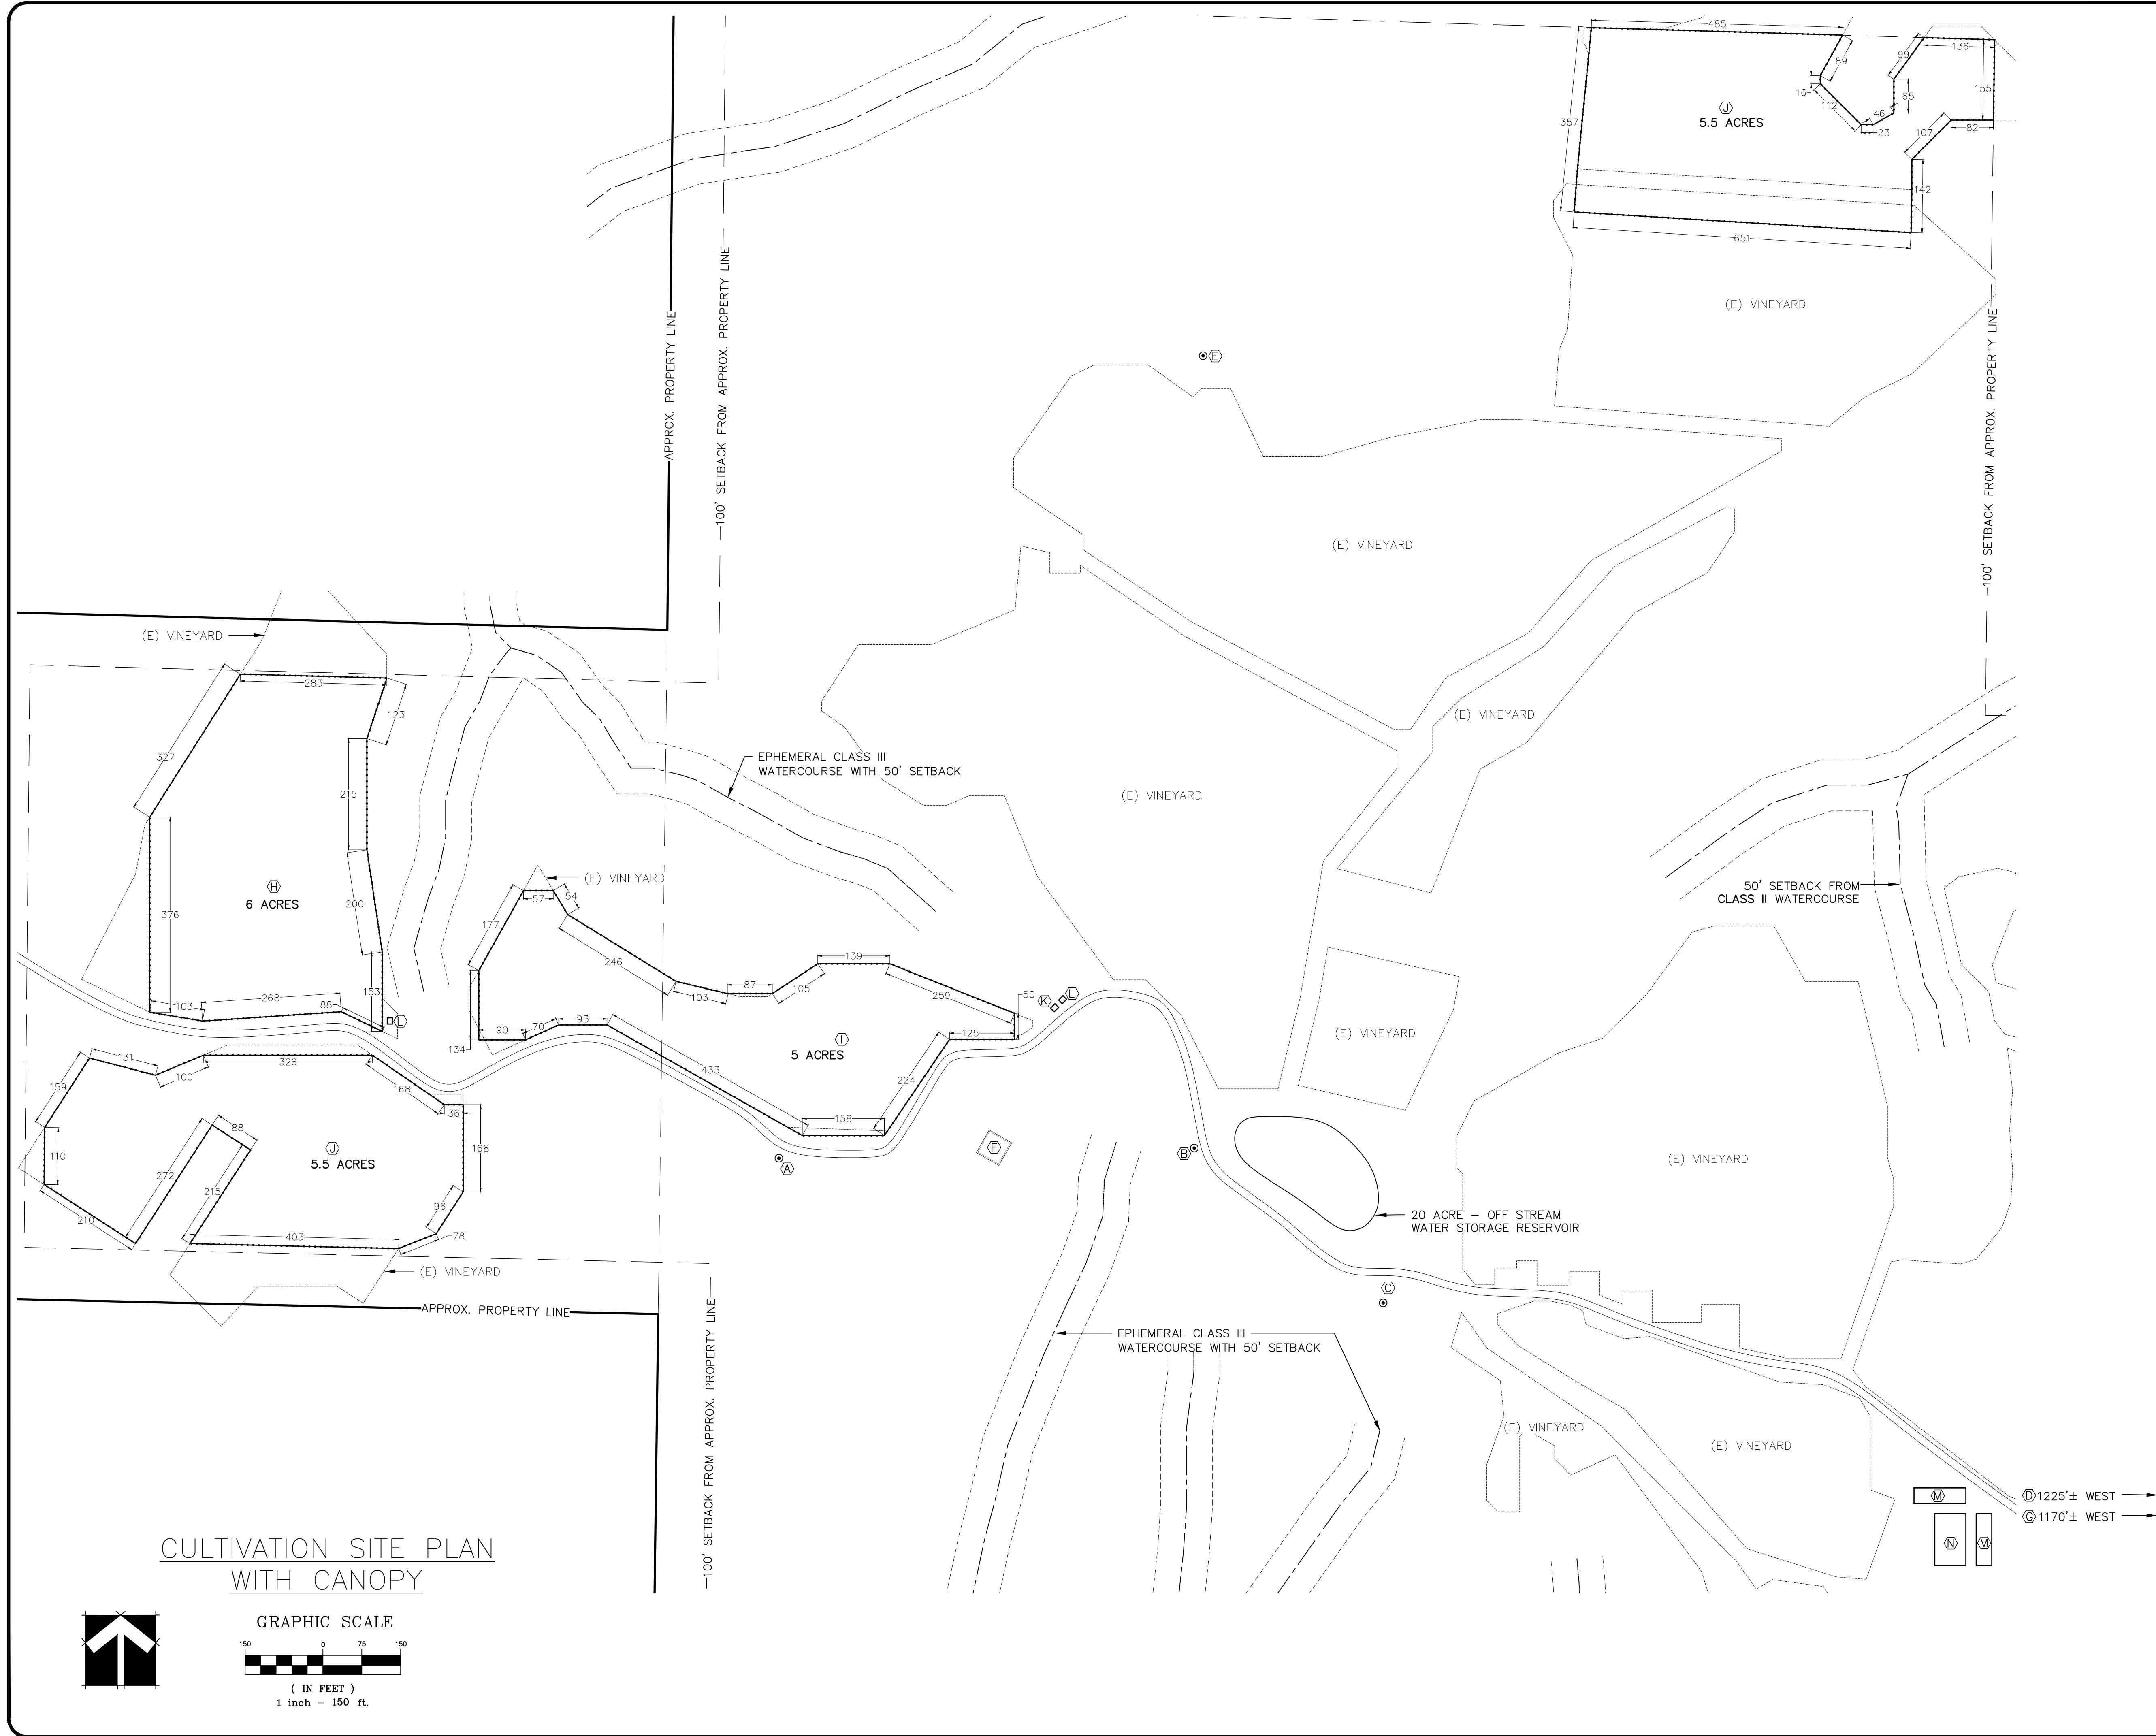 485
89
16
112
46
23
65
99
136
155
82
107
142
357
651
J
5.5 ACRES
(E) VINEYARD
APPROX. PROPERTY LINE
100' SETBACK FROM APPROX. PROPERTY LINE
100' SETBACK FROM APPROX. PROPERTY LINE
E
(E) VINEYARD
(E) VINEYARD
(E) VINEYARD
(E) VINEYARD
283
123
327
215
376
200
153
103
268
88
H
6 ACRES
L
EPHEMERAL CLASS III
WATERCOURSE WITH 50' SETBACK
(E) VINEYARD
57
54
177
246
103
87
105
139
259
50
125
224
158
433
93
70
90
134
I
5 ACRES
K
L
50' SETBACK FROM
CLASS II WATERCOURSE
(E) VINEYARD
(E) VINEYARD
131
159
100
326
168
36
168
96
78
403
215
88
272
210
110
J
5.5 ACRES
A
F
B
20 ACRE - OFF STREAM
WATER STORAGE RESERVOIR
(E) VINEYARD
APPROX. PROPERTY LINE
100' SETBACK FROM APPROX. PROPERTY LINE
C
EPHEMERAL CLASS III
WATERCOURSE WITH 50' SETBACK
(E) VINEYARD
(E) VINEYARD
M
D 1225'± WEST
G 1170'± WEST
N
M
CULTIVATION SITE PLAN
WITH CANOPY
GRAPHIC SCALE
150 0 75 150
( IN FEET )
1 inch = 150 ft.